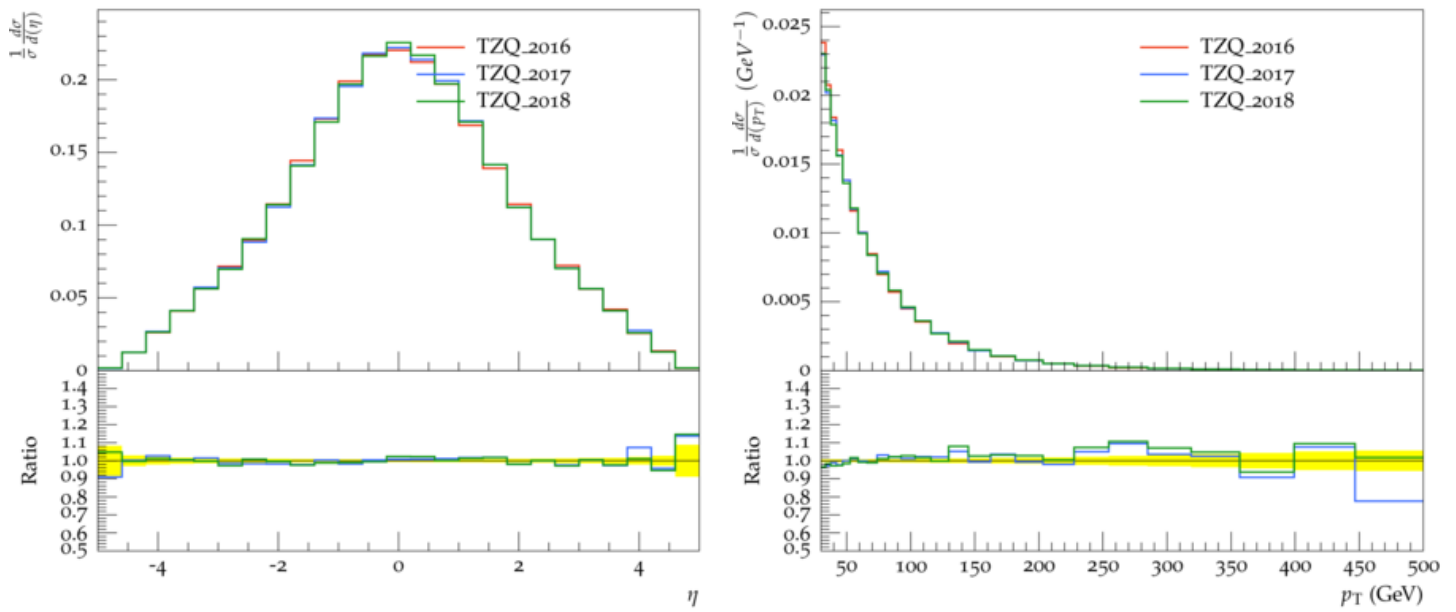 1/σ dσ/d(η)
TZQ_2016
TZQ_2017
TZQ_2018
0.2
0.15
0.1
0.05
0
Ratio
1.4
1.3
1.2
1.1
1.0
0.9
0.8
0.7
0.6
0.5
-4 -2 0 2 4
η
1/σ dσ/d(pT) (GeV⁻¹)
TZQ_2016
TZQ_2017
TZQ_2018
0.025
0.02
0.015
0.01
0.005
0
Ratio
1.4
1.3
1.2
1.1
1.0
0.9
0.8
0.7
0.6
0.5
50 100 150 200 250 300 350 400 450 500
pT (GeV)